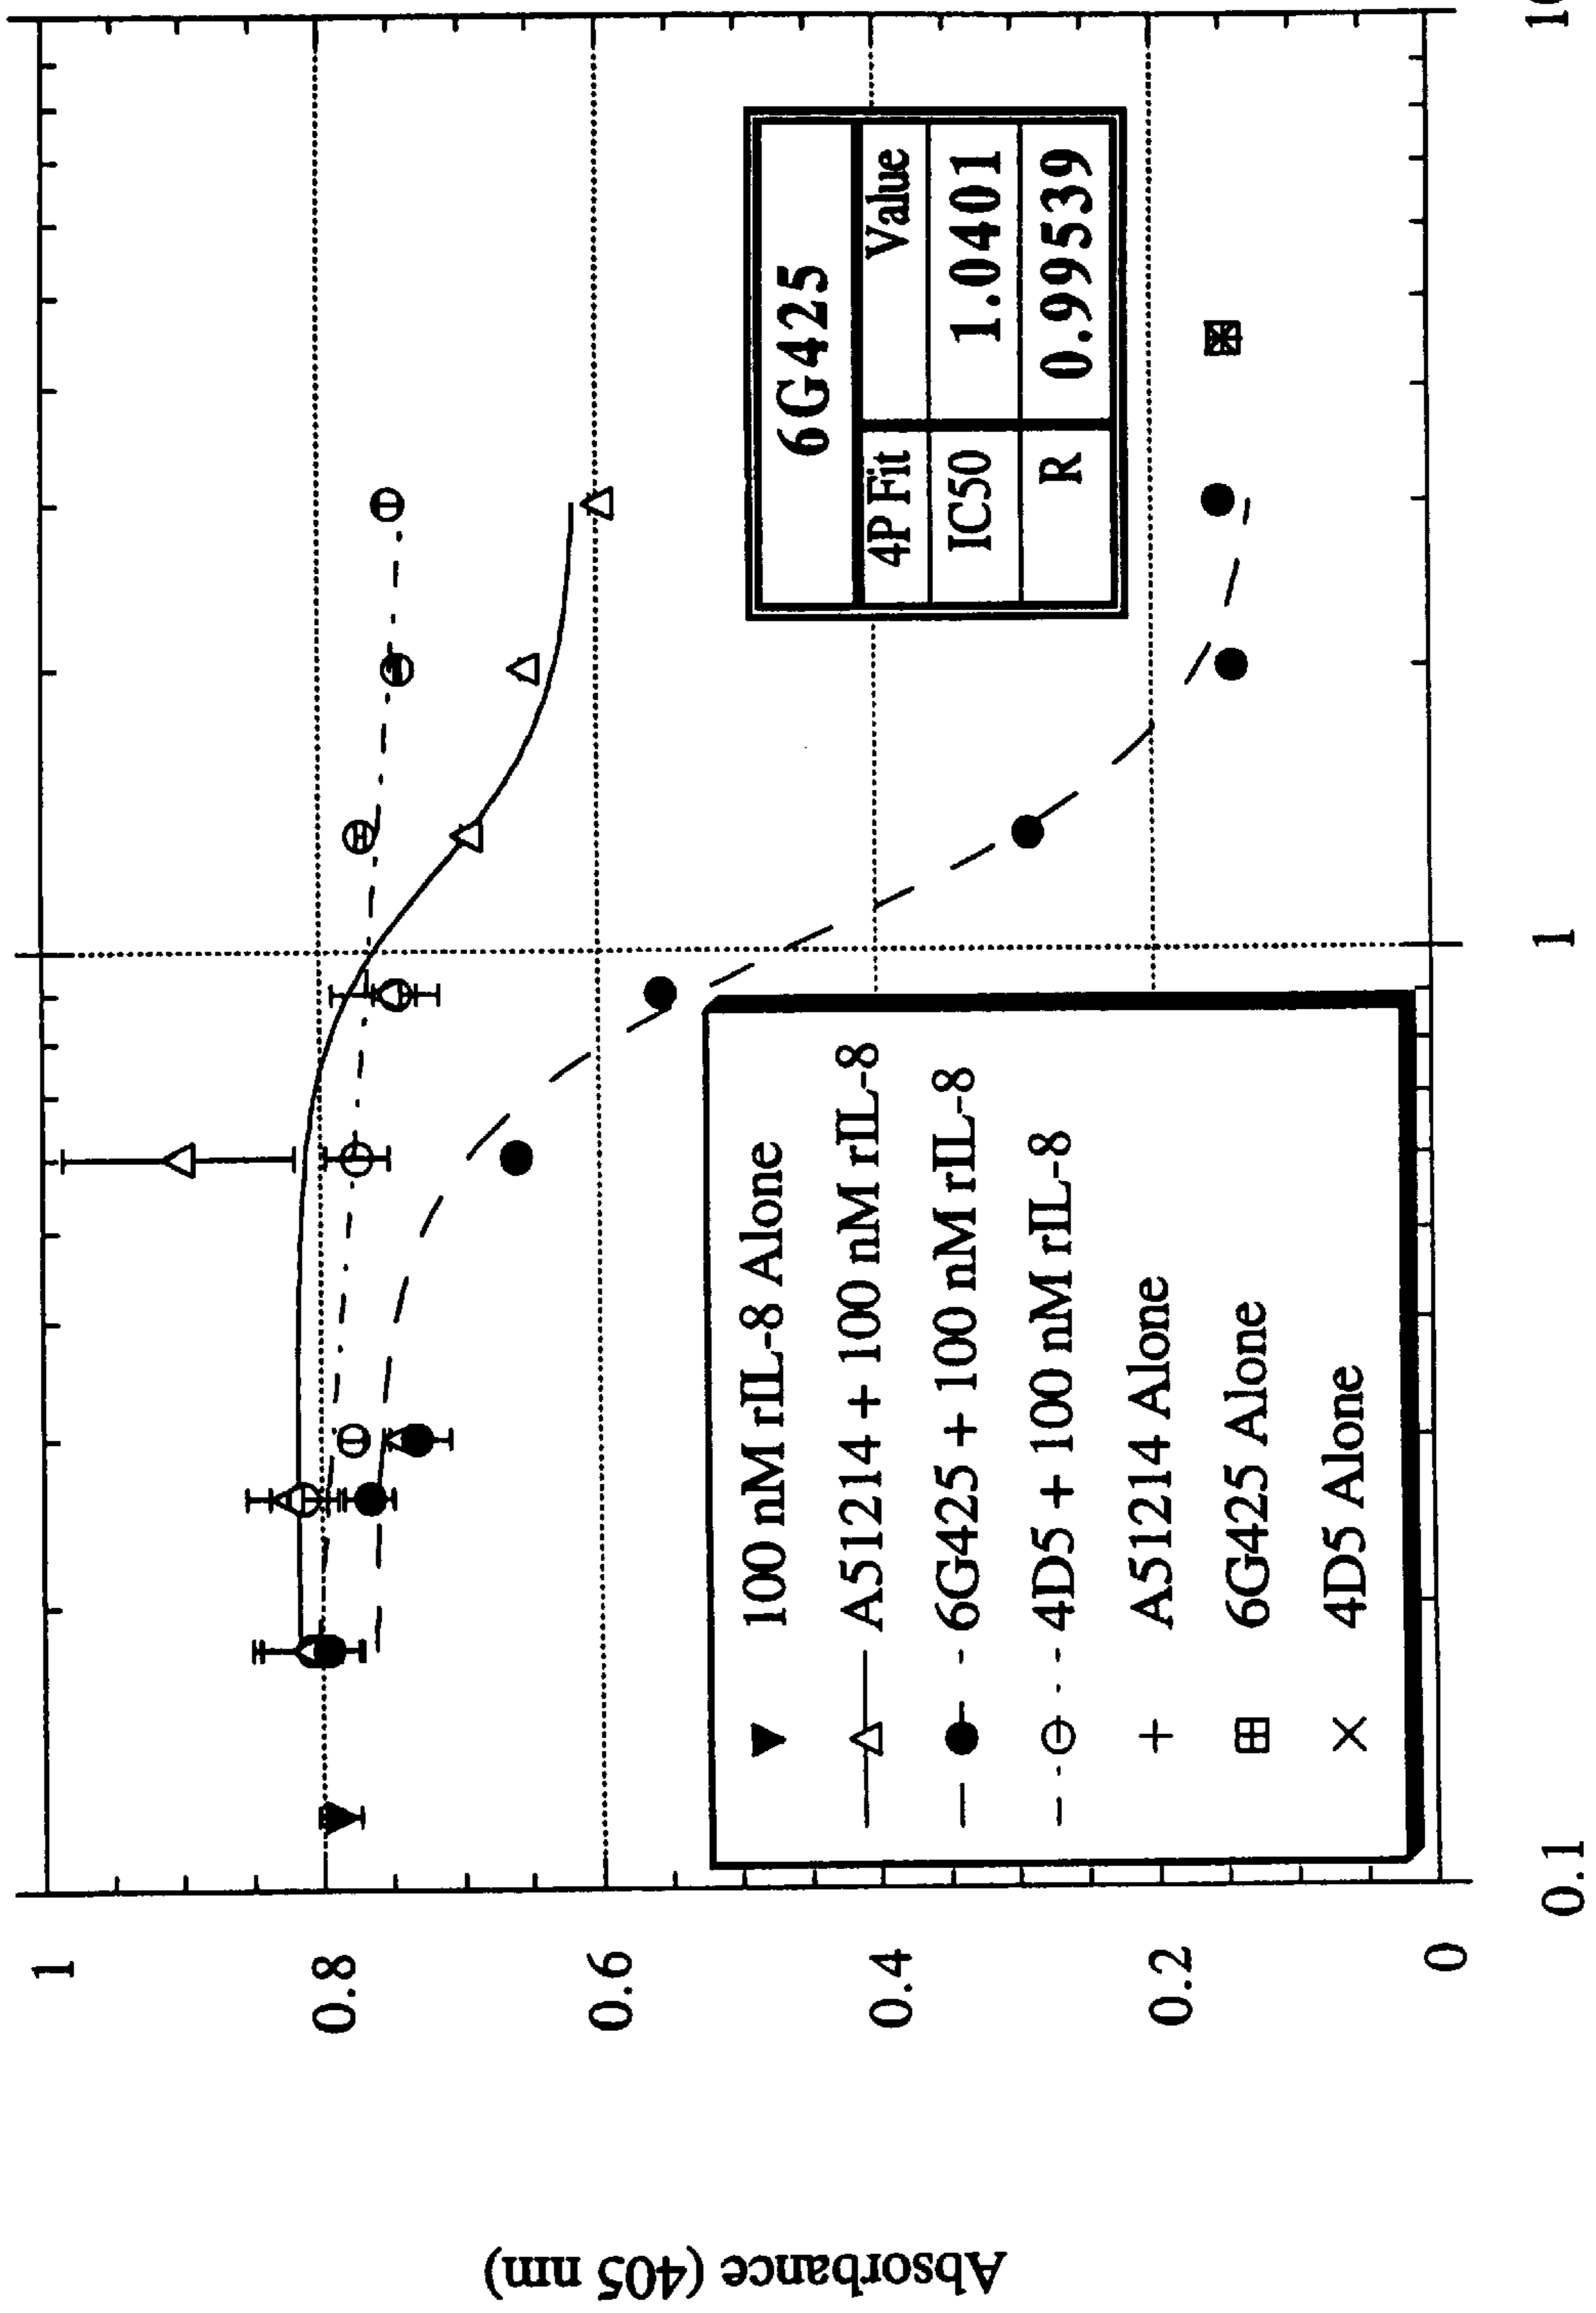 Absorbance (405 nm)
1
0.8
0.6
0.4
0.2
0
0.1
1
100 nM rIL-8 Alone
A51214 + 100 nM rIL-8
6G425 + 100 nM rIL-8
4D5 + 100 nM rIL-8
A51214 Alone
6G425 Alone
4D5 Alone
6G425
4P Fit Value
IC50 1.0401
R 0.99539